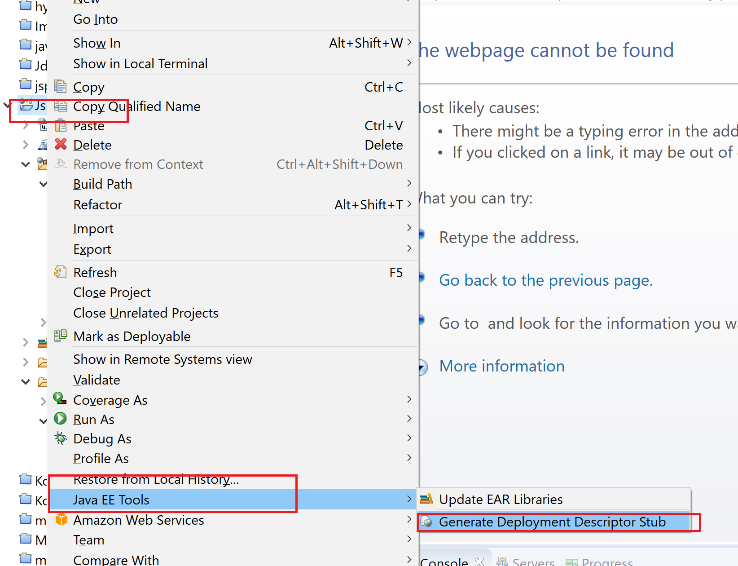 hy
New
Go Into
Im
jav
Show In Alt+Shift+W
Jd
Show in Local Terminal
jsp
Copy Ctrl+C
Js
Copy Qualified Name
Paste Ctrl+V
Delete Delete
Remove from Context Ctrl+Alt+Shift+Down
Build Path
Refactor Alt+Shift+T
Import
Export
Refresh F5
Close Project
Close Unrelated Projects
Mark as Deployable
Show in Remote Systems view
Validate
Coverage As
Run As
Debug As
Profile As
Restore from Local History...
Java EE Tools
Amazon Web Services
Team
Compare With
Ko
Ko
m
M
m
Update EAR Libraries
Generate Deployment Descriptor Stub
he webpage cannot be found
ost likely causes:
• There might be a typing error in the add
• If you clicked on a link, it may be out of
hat you can try:
Retype the address.
Go back to the previous page.
Go to and look for the information you wa
More information
Console Servers Progress